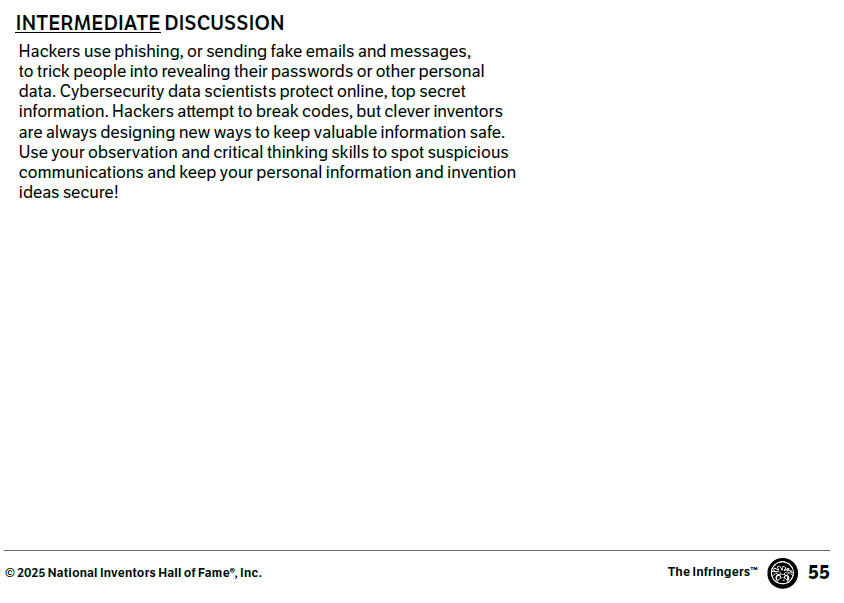 INTERMEDIATE DISCUSSION
Hackers use phishing, or sending fake emails and messages,
to trick people into revealing their passwords or other personal
data. Cybersecurity data scientists protect online, top secret
information. Hackers attempt to break codes, but clever inventors
are always designing new ways to keep valuable information safe.
Use your observation and critical thinking skills to spot suspicious
communications and keep your personal information and invention
ideas secure!
© 2025 National Inventors Hall of Fame®, Inc.
The Infringers™ 55